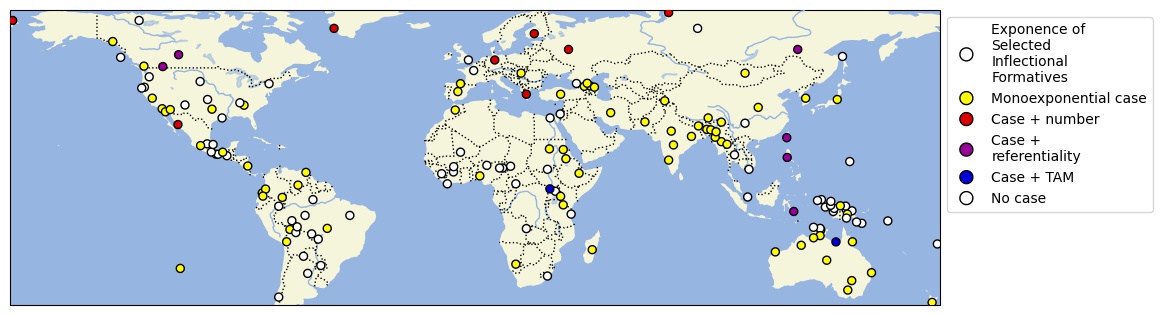 Exponence of
Selected
Inflectional
Formatives
Monoexponential case
Case + number
Case +
referentiality
Case + TAM
No case